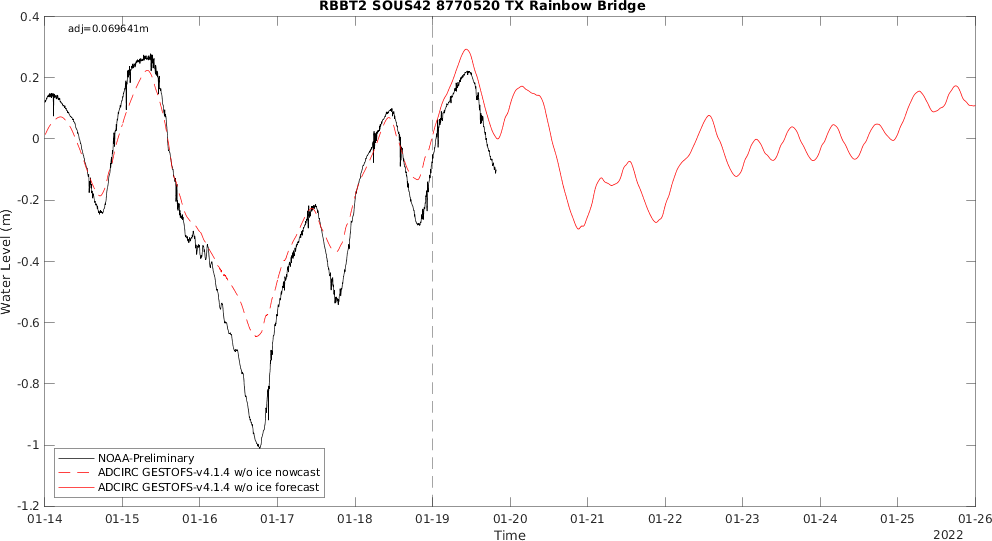 RBBT2 SOUS42 8770520 TX Rainbow Bridge
adj=0.069641m
0.4
0.2
0
-0.2
-0.4
-0.6
-0.8
-1
-1.2
Water Level (m)
NOAA-Preliminary
ADCIRC GESTOFS-v4.1.4 w/o ice nowcast
ADCIRC GESTOFS-v4.1.4 w/o ice forecast
01-14 01-15 01-16 01-17 01-18 01-19 01-20 01-21 01-22 01-23 01-24 01-25 01-26
Time
2022